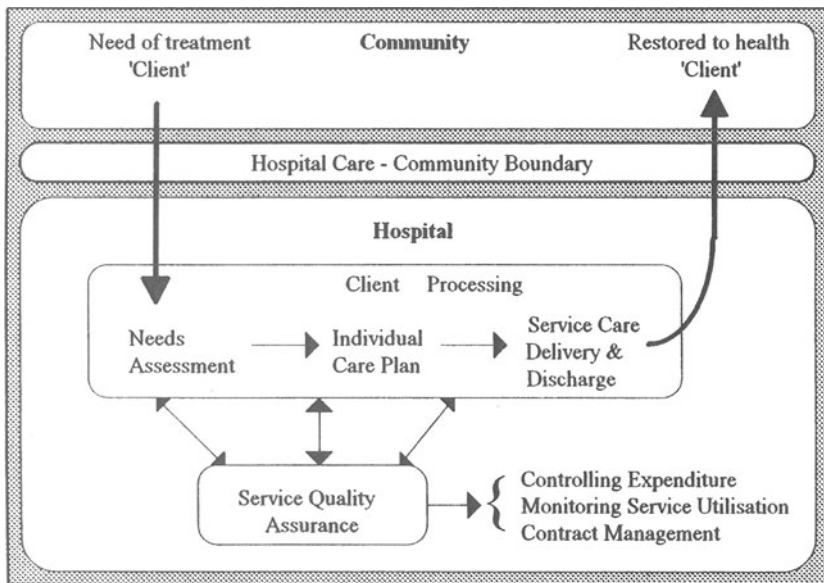 Need of treatment
'Client'
Community
Restored to health
'Client'
Hospital Care - Community Boundary
Hospital
Client Processing
Needs
Assessment
Individual
Care Plan
Service Care
Delivery &
Discharge
Service Quality
Assurance
Controlling Expenditure
Monitoring Service Utilisation
Contract Management